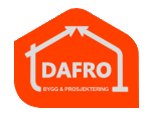 DAFRO
BYGG & PROSJEKTERING